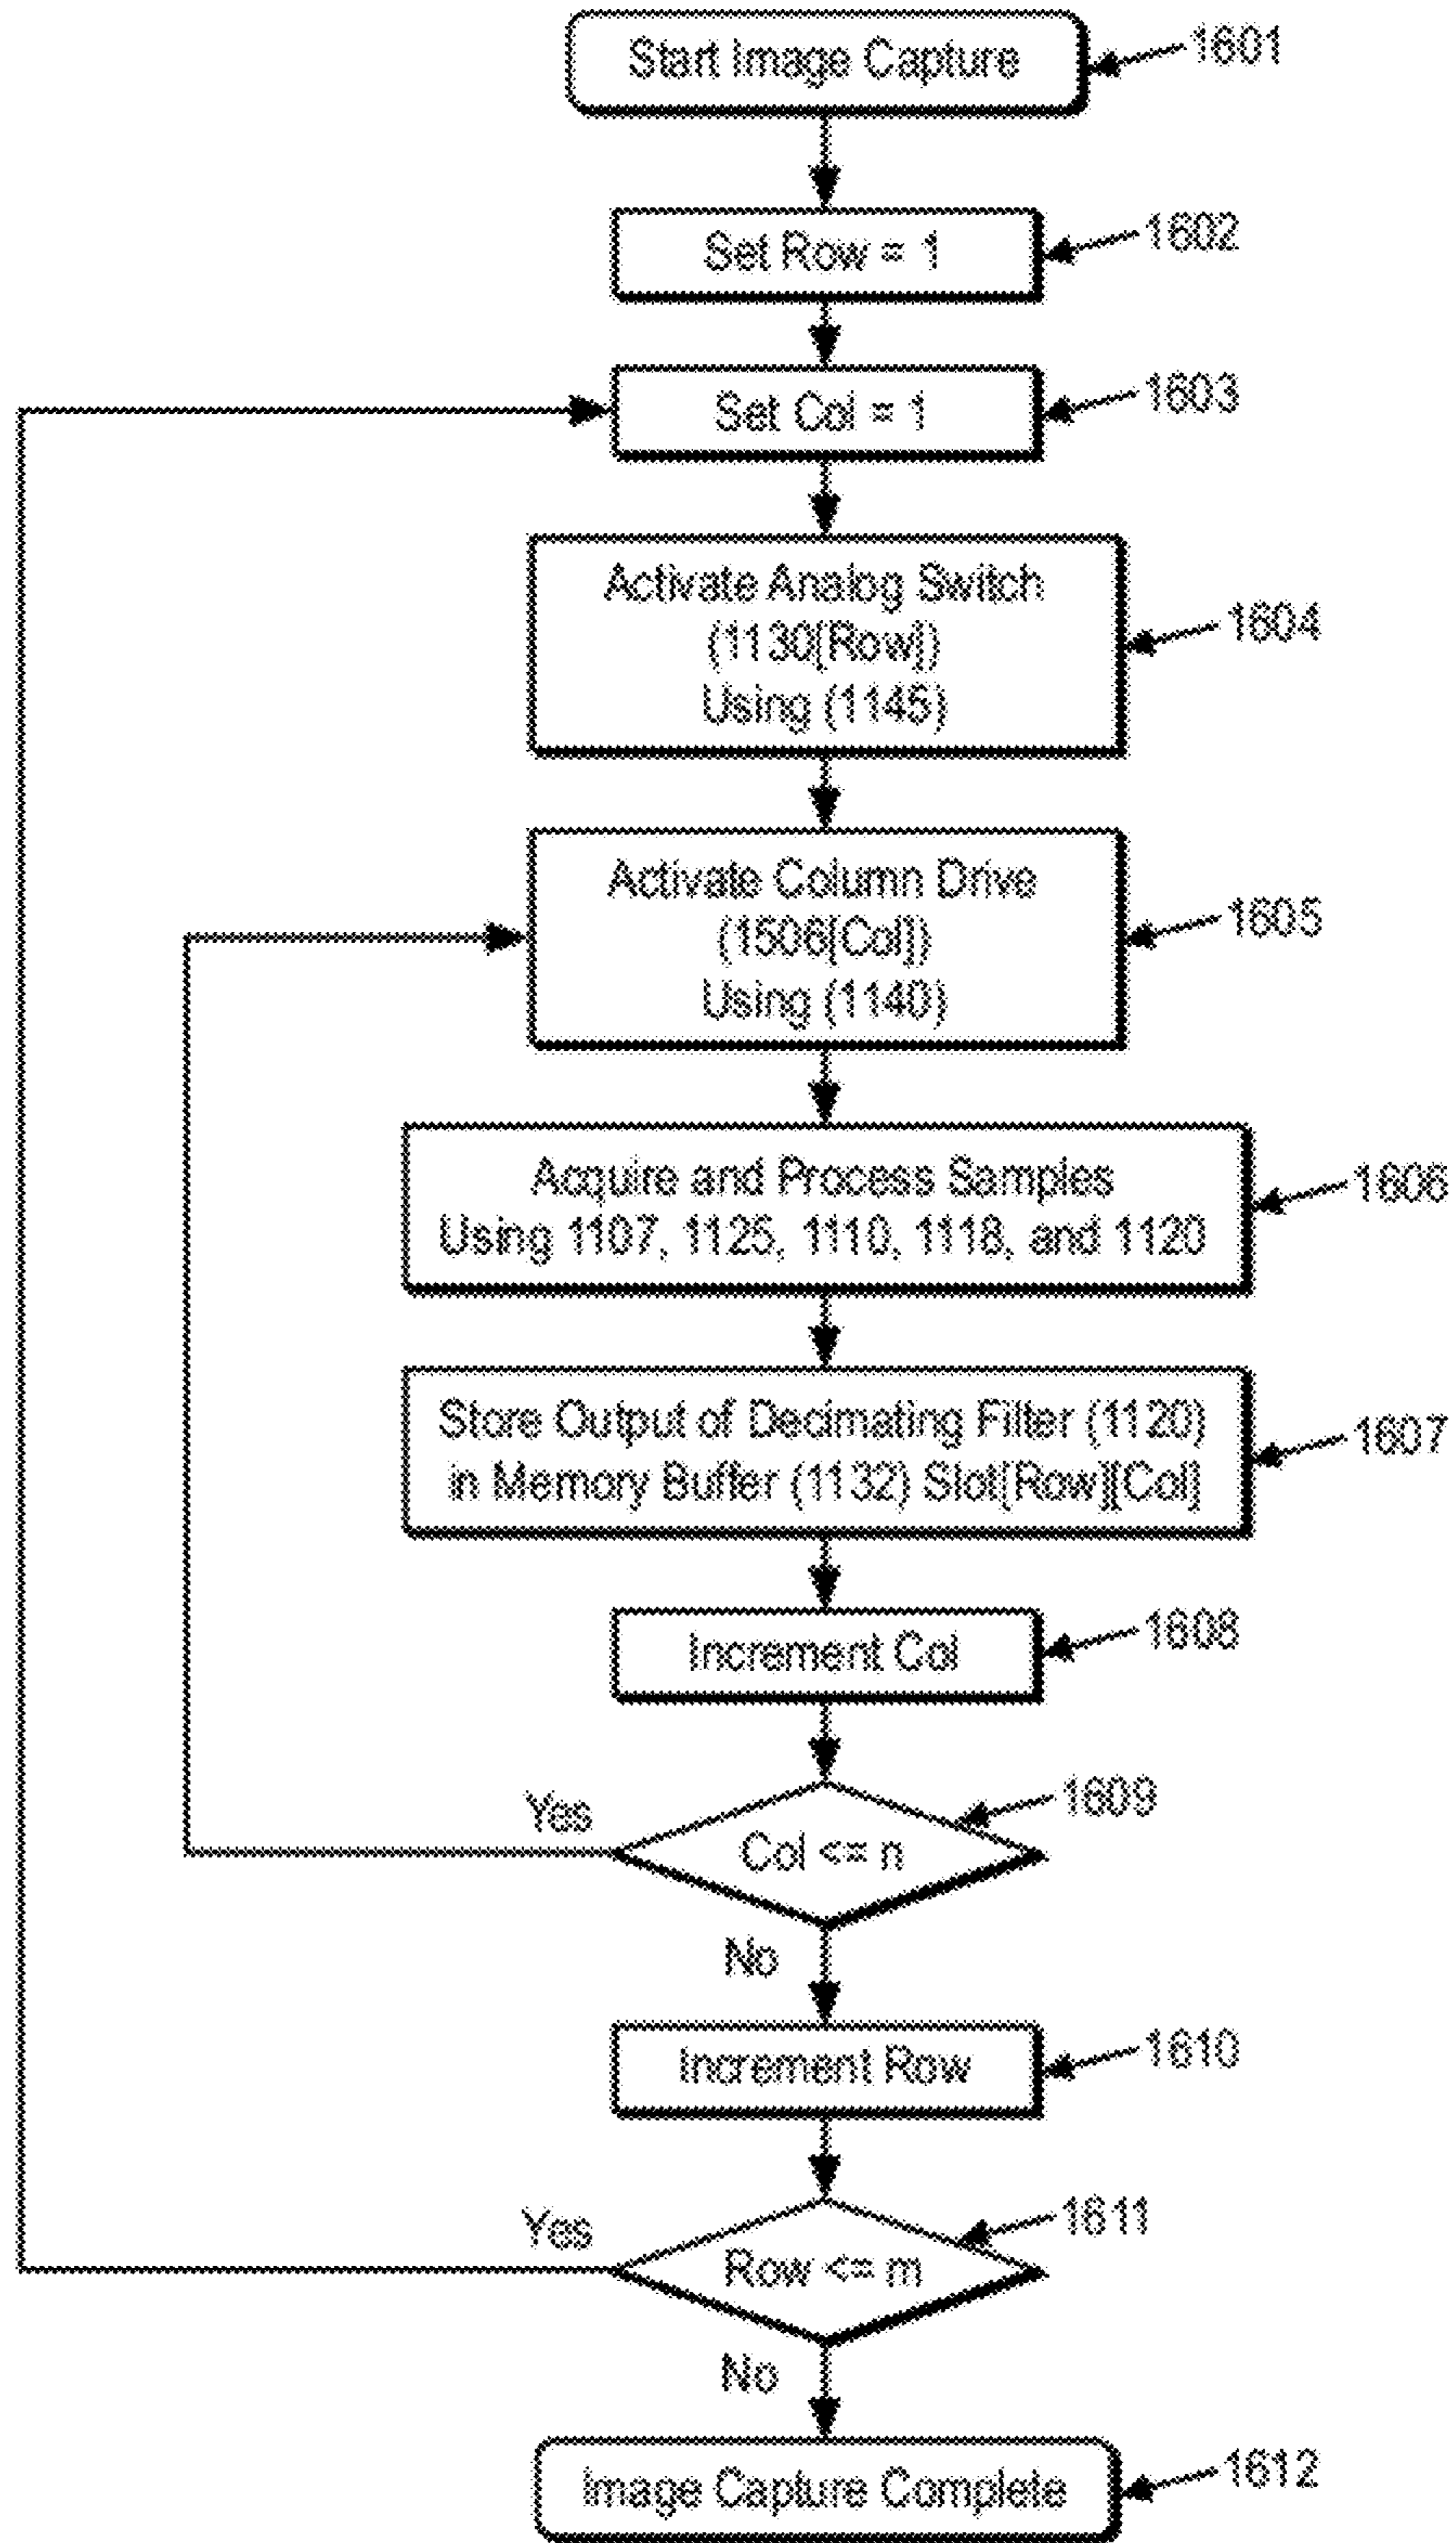 Start Image Capture
1601
Set Row = 1
1602
Set Col = 1
1603
Activate Analog Switch
(1130[Row])
Using (1145)
1604
Activate Column Drive
(1506[Col])
Using (1140)
1605
Acquire and Process Samples
Using 1107, 1125, 1110, 1118, and 1120
1606
Store Output of Decimating Filter (1120)
in Memory Buffer (1132) Slot[Row][Col]
1607
Increment Col
1608
Yes
Col <= n
1609
No
Increment Row
1610
Yes
Row <= m
1611
No
Image Capture Complete
1612